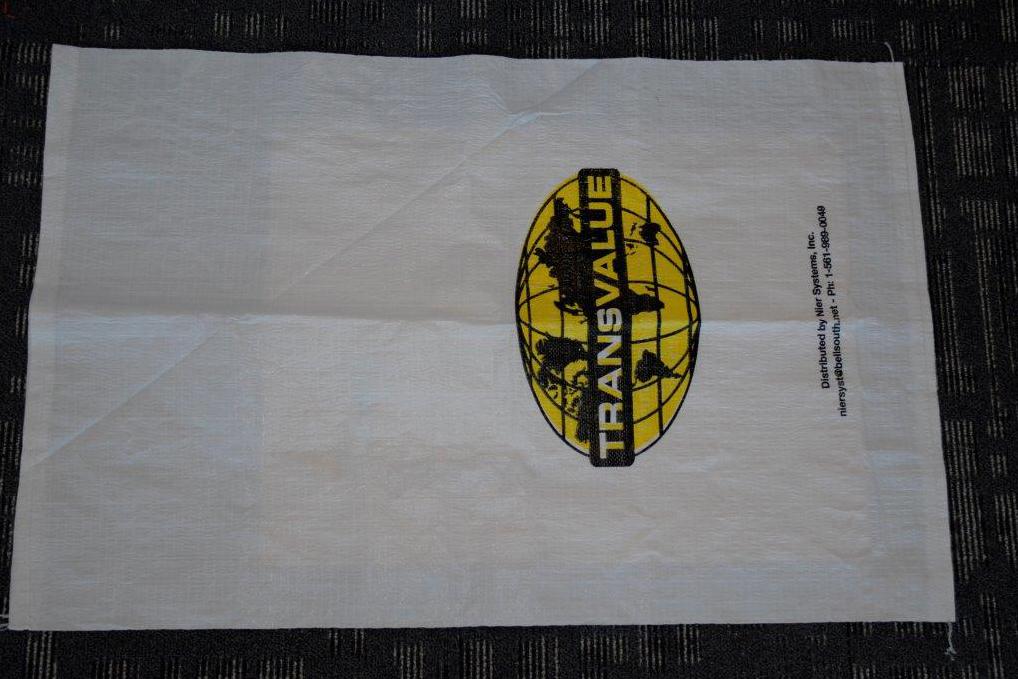 TRANSVALUE
Distributed by Nier Systems, Inc.
niersyst@bellsouth.net - Ph: 1-561-989-0049